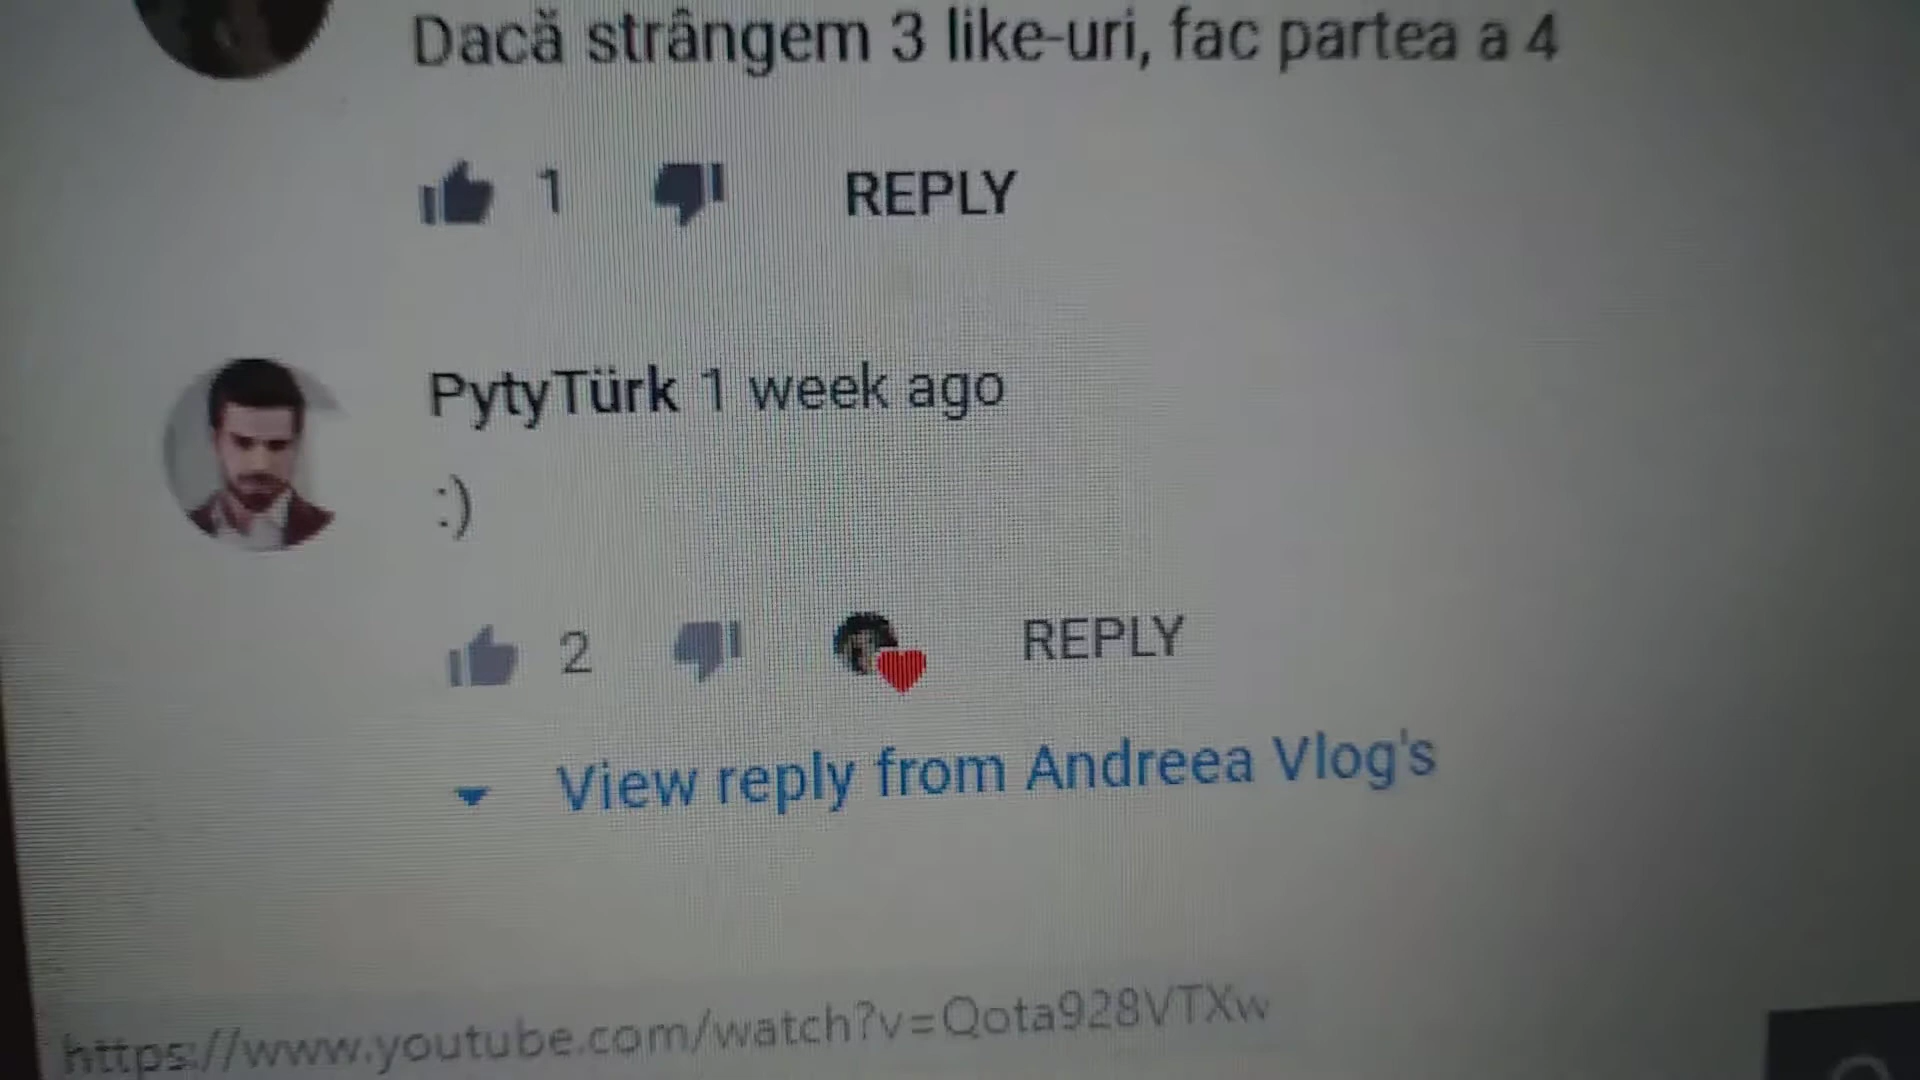 Dacă strângem 3 like-uri, fac partea a 4
1 REPLY
PytyTürk 1 week ago
:)
2 REPLY
View reply from Andreea Vlog's
https://www.youtube.com/watch?v=Qota928VTXw